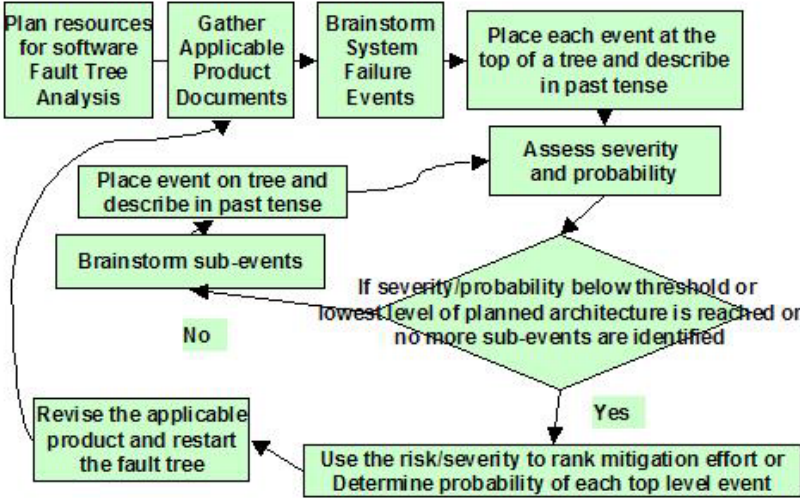 Plan resources
for software
Fault Tree
Analysis
Gather
Applicable
Product
Documents
Brainstorm
System
Failure
Events
Place each event at the
top of a tree and describe
in past tense
Assess severity
and probability
Place event on tree and
describe in past tense
Brainstorm sub-events
If severity/probability below threshold or
lowest level of planned architecture is reached or
no more sub-events are identified
No
Yes
Revise the applicable
product and restart
the fault tree
Use the risk/severity to rank mitigation effort or
Determine probability of each top level event